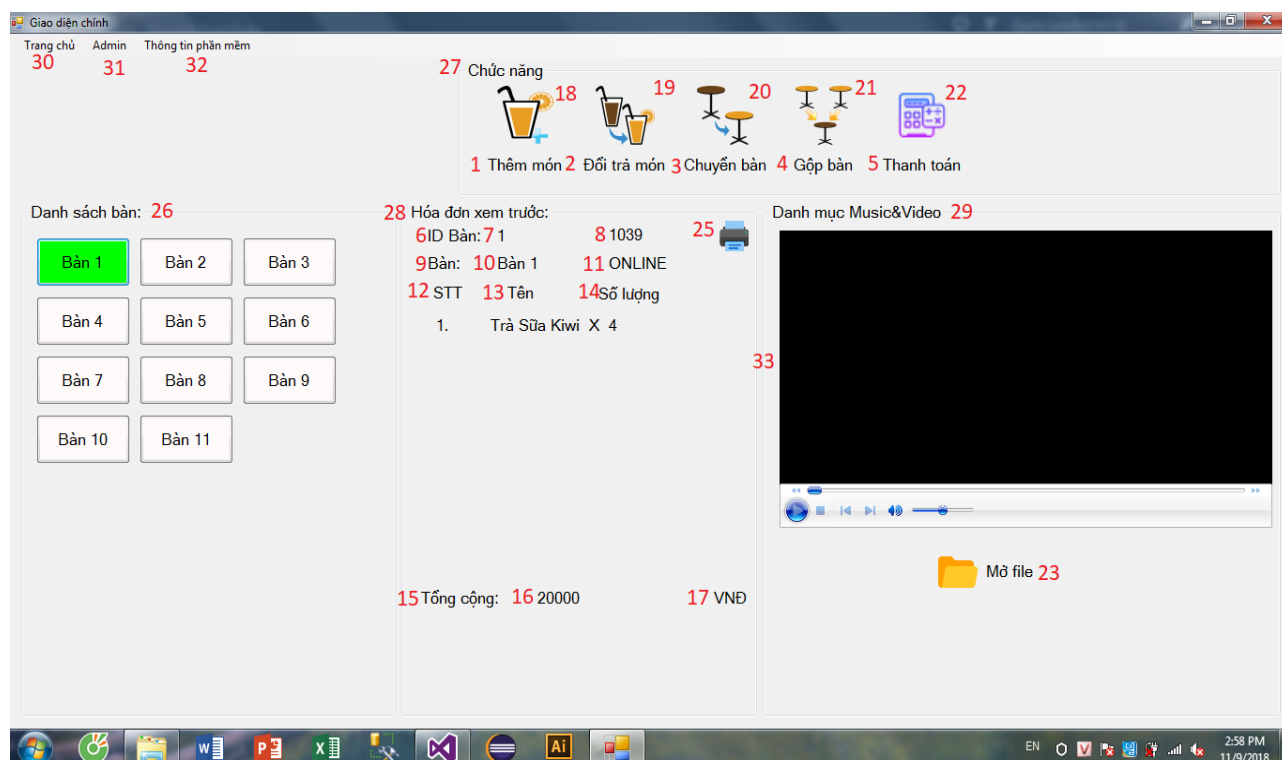 Giao diện chính
Trang chủ Admin Thông tin phần mềm
30 31 32
27 Chức năng
18 19 20 21 22
1 Thêm món 2 Đổi trả món 3 Chuyển bàn 4 Gộp bàn 5 Thanh toán
Danh sách bàn: 26
Bàn 1 Bàn 2 Bàn 3
Bàn 4 Bàn 5 Bàn 6
Bàn 7 Bàn 8 Bàn 9
Bàn 10 Bàn 11
28 Hóa đơn xem trước:
6 ID Bàn: 7 1 8 1039 25
9 Bàn: 10 Bàn 1 11 ONLINE
12 STT 13 Tên 14 Số lượng
1. Trà Sữa Kiwi X 4
15 Tổng cộng: 16 20000 17 VNĐ
Danh mục Music&Video 29
33
Mở file 23
EN 2:58 PM
11/9/2018